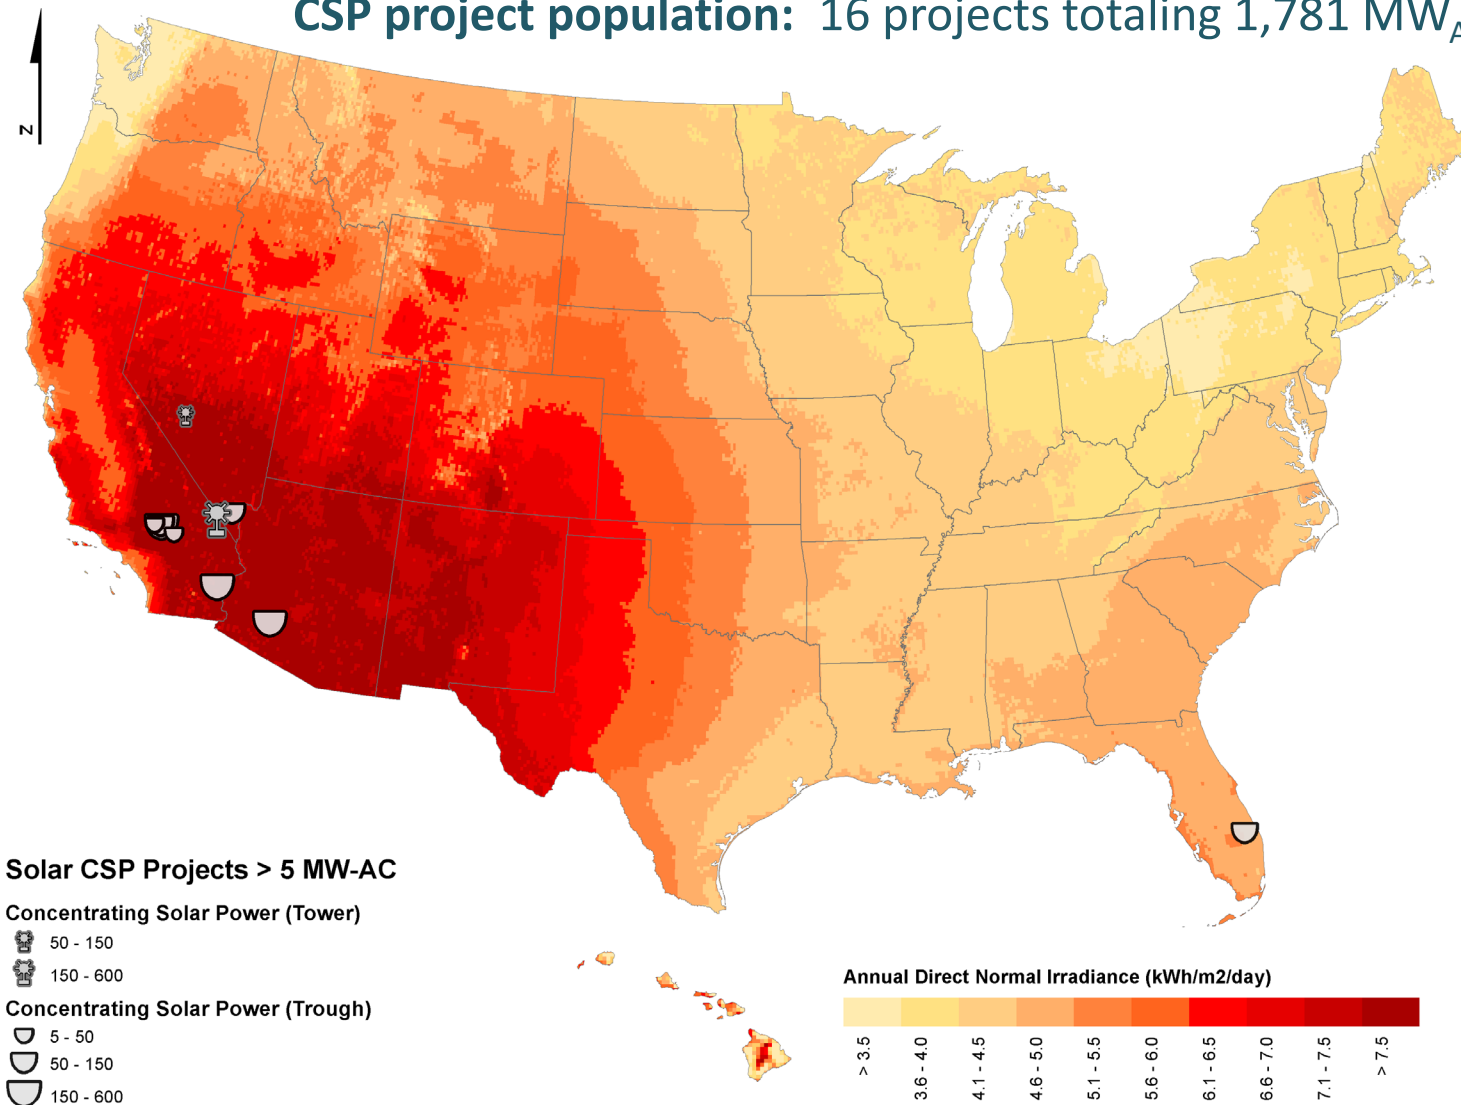 CSP project population: 16 projects totaling 1,781 MW
N
Solar CSP Projects > 5 MW-AC
Concentrating Solar Power (Tower)
50 - 150
150 - 600
Concentrating Solar Power (Trough)
5 - 50
50 - 150
150 - 600
Annual Direct Normal Irradiance (kWh/m2/day)
> 3.5
3.6 - 4.0
4.1 - 4.5
4.6 - 5.0
5.1 - 5.5
5.6 - 6.0
6.1 - 6.5
6.6 - 7.0
7.1 - 7.5
> 7.5